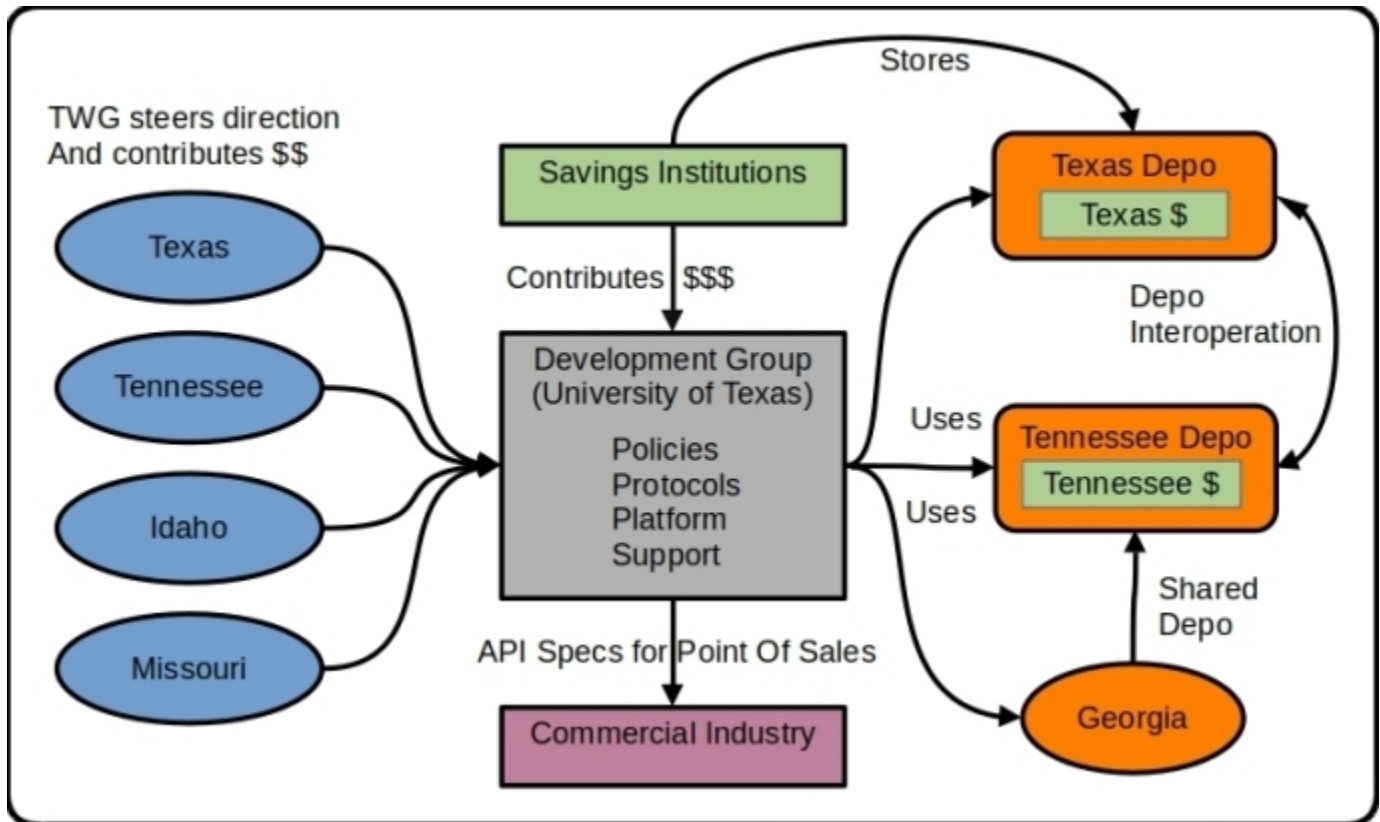 TWG steers direction
And contributes $$
Texas
Tennessee
Idaho
Missouri
Savings Institutions
Contributes $$$
Development Group
(University of Texas)
Policies
Protocols
Platform
Support
API Specs for Point Of Sales
Commercial Industry
Stores
Texas Depo
Texas $
Depo
Interoperation
Uses
Tennessee Depo
Tennessee $
Uses
Shared
Depo
Georgia